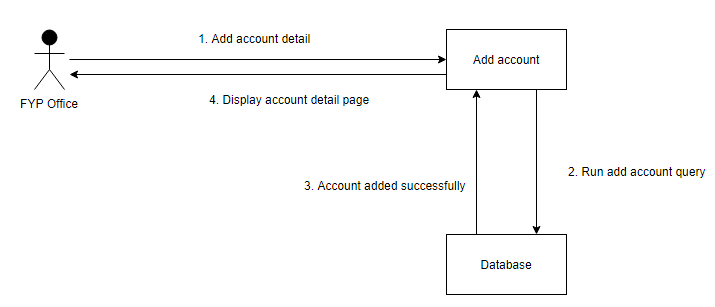 1. Add account detail
Add account
FYP Office
4. Display account detail page
2. Run add account query
3. Account added successfully
Database